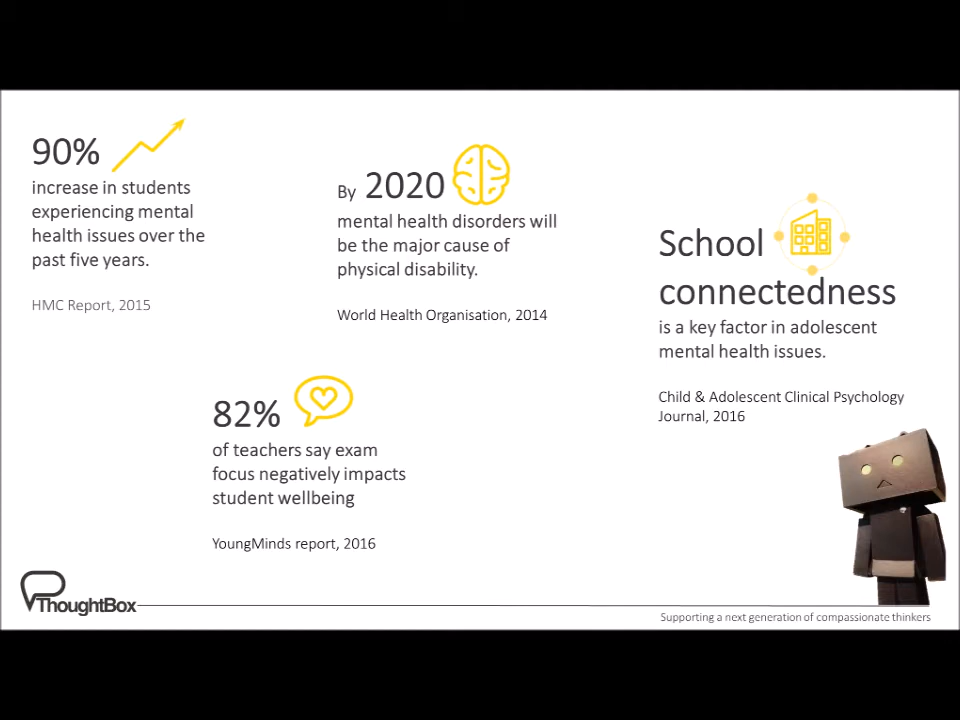 90%
increase in students
experiencing mental
health issues over the
past five years.
HMC Report, 2015
By 2020
mental health disorders will
be the major cause of
physical disability.
World Health Organisation, 2014
School
connectedness
is a key factor in adolescent
mental health issues.
Child & Adolescent Clinical Psychology
Journal, 2016
82%
of teachers say exam
focus negatively impacts
student wellbeing
YoungMinds report, 2016
ThoughtBox
Supporting a next generation of compassionate thinkers